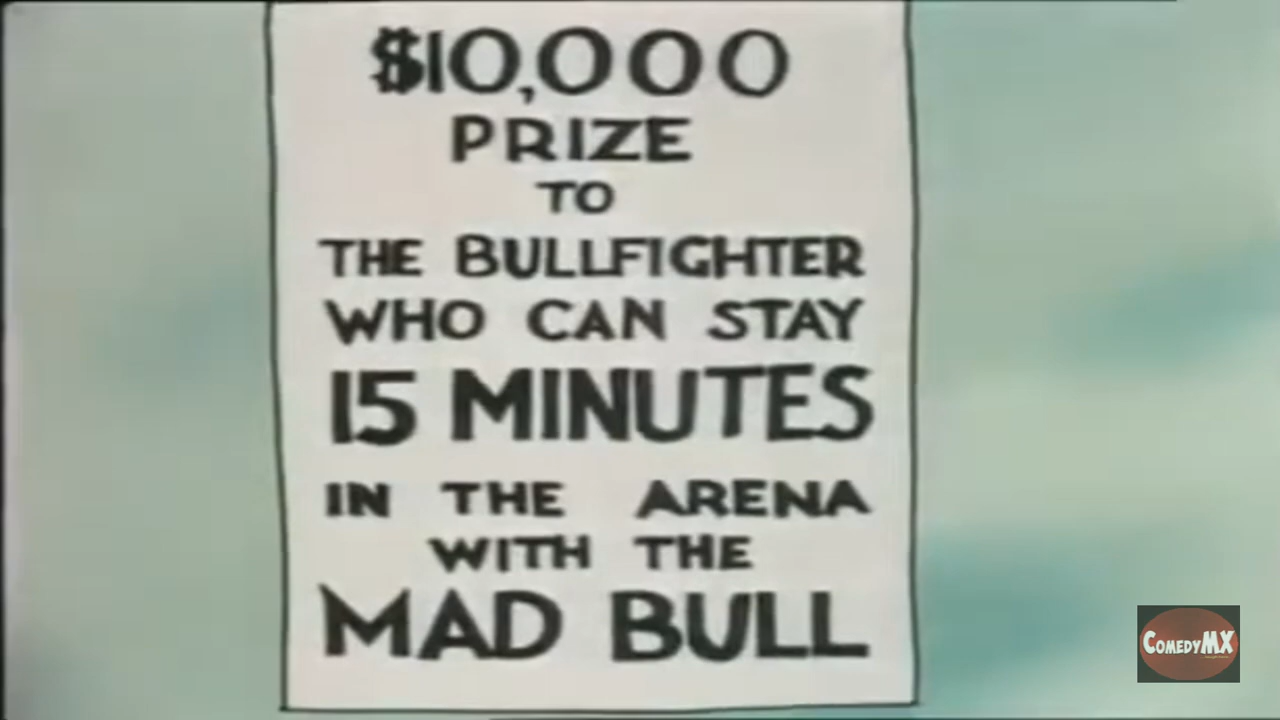 $10,000
PRIZE
TO
THE BULLFIGHTER
WHO CAN STAY
15 MINUTES
IN THE ARENA
WITH THE
MAD BULL
COMEDYMX